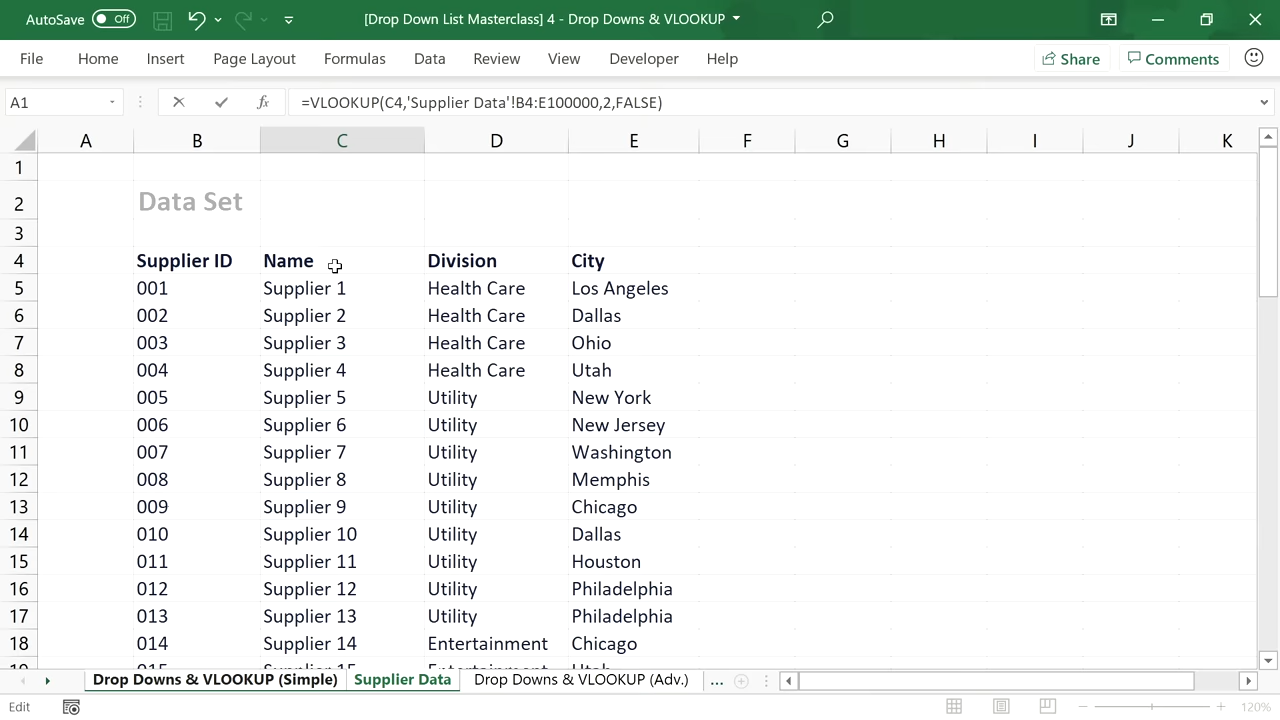 AutoSave Off [Drop Down List Masterclass] 4 - Drop Downs & VLOOKUP
File Home Insert Page Layout Formulas Data Review View Developer Help Share Comments
A1 fx =VLOOKUP(C4,'Supplier Data'!B4:E100000,2,FALSE)
A B C D E F G H I J K
1
2 Data Set
3
4 Supplier ID Name Division City
5 001 Supplier 1 Health Care Los Angeles
6 002 Supplier 2 Health Care Dallas
7 003 Supplier 3 Health Care Ohio
8 004 Supplier 4 Health Care Utah
9 005 Supplier 5 Utility New York
10 006 Supplier 6 Utility New Jersey
11 007 Supplier 7 Utility Washington
12 008 Supplier 8 Utility Memphis
13 009 Supplier 9 Utility Chicago
14 010 Supplier 10 Utility Dallas
15 011 Supplier 11 Utility Houston
16 012 Supplier 12 Utility Philadelphia
17 013 Supplier 13 Utility Philadelphia
18 014 Supplier 14 Entertainment Chicago
Drop Downs & VLOOKUP (Simple) Supplier Data Drop Downs & VLOOKUP (Adv.) ...
Edit 120%